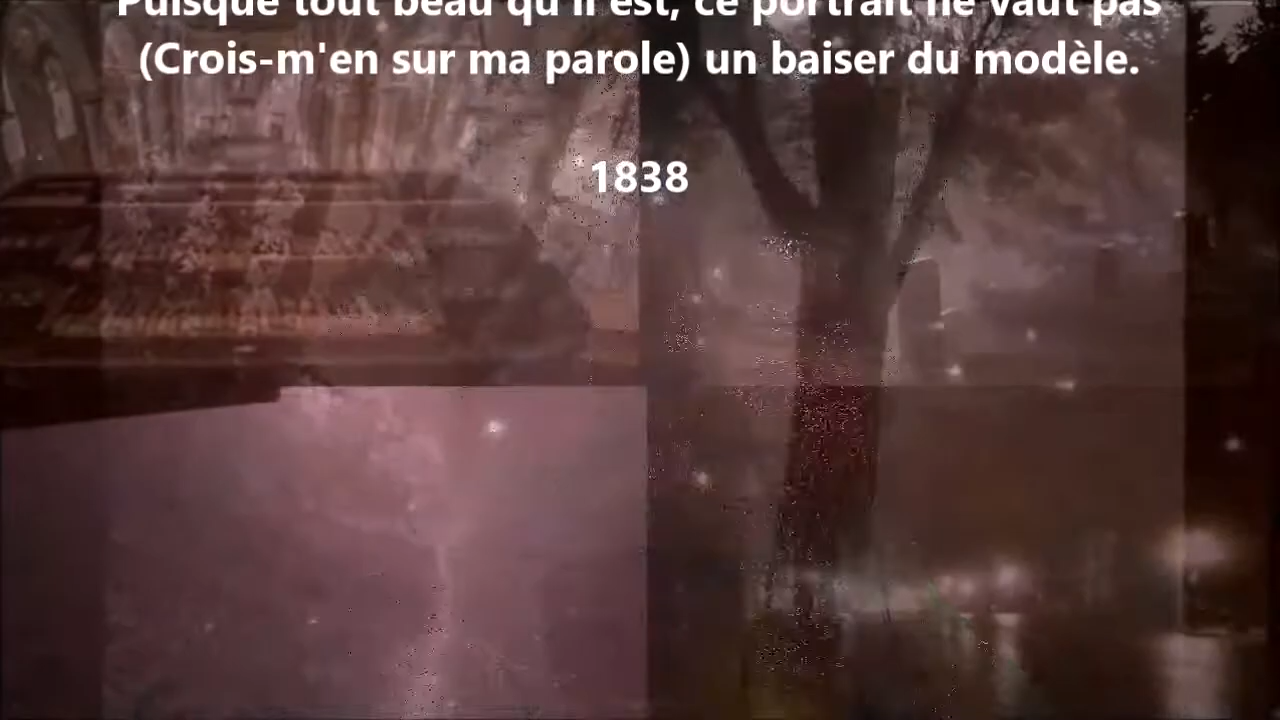 Puisque tout beau qu'il est, ce portrait ne vaut pas
(Crois-m'en sur ma parole) un baiser du modèle.
1838